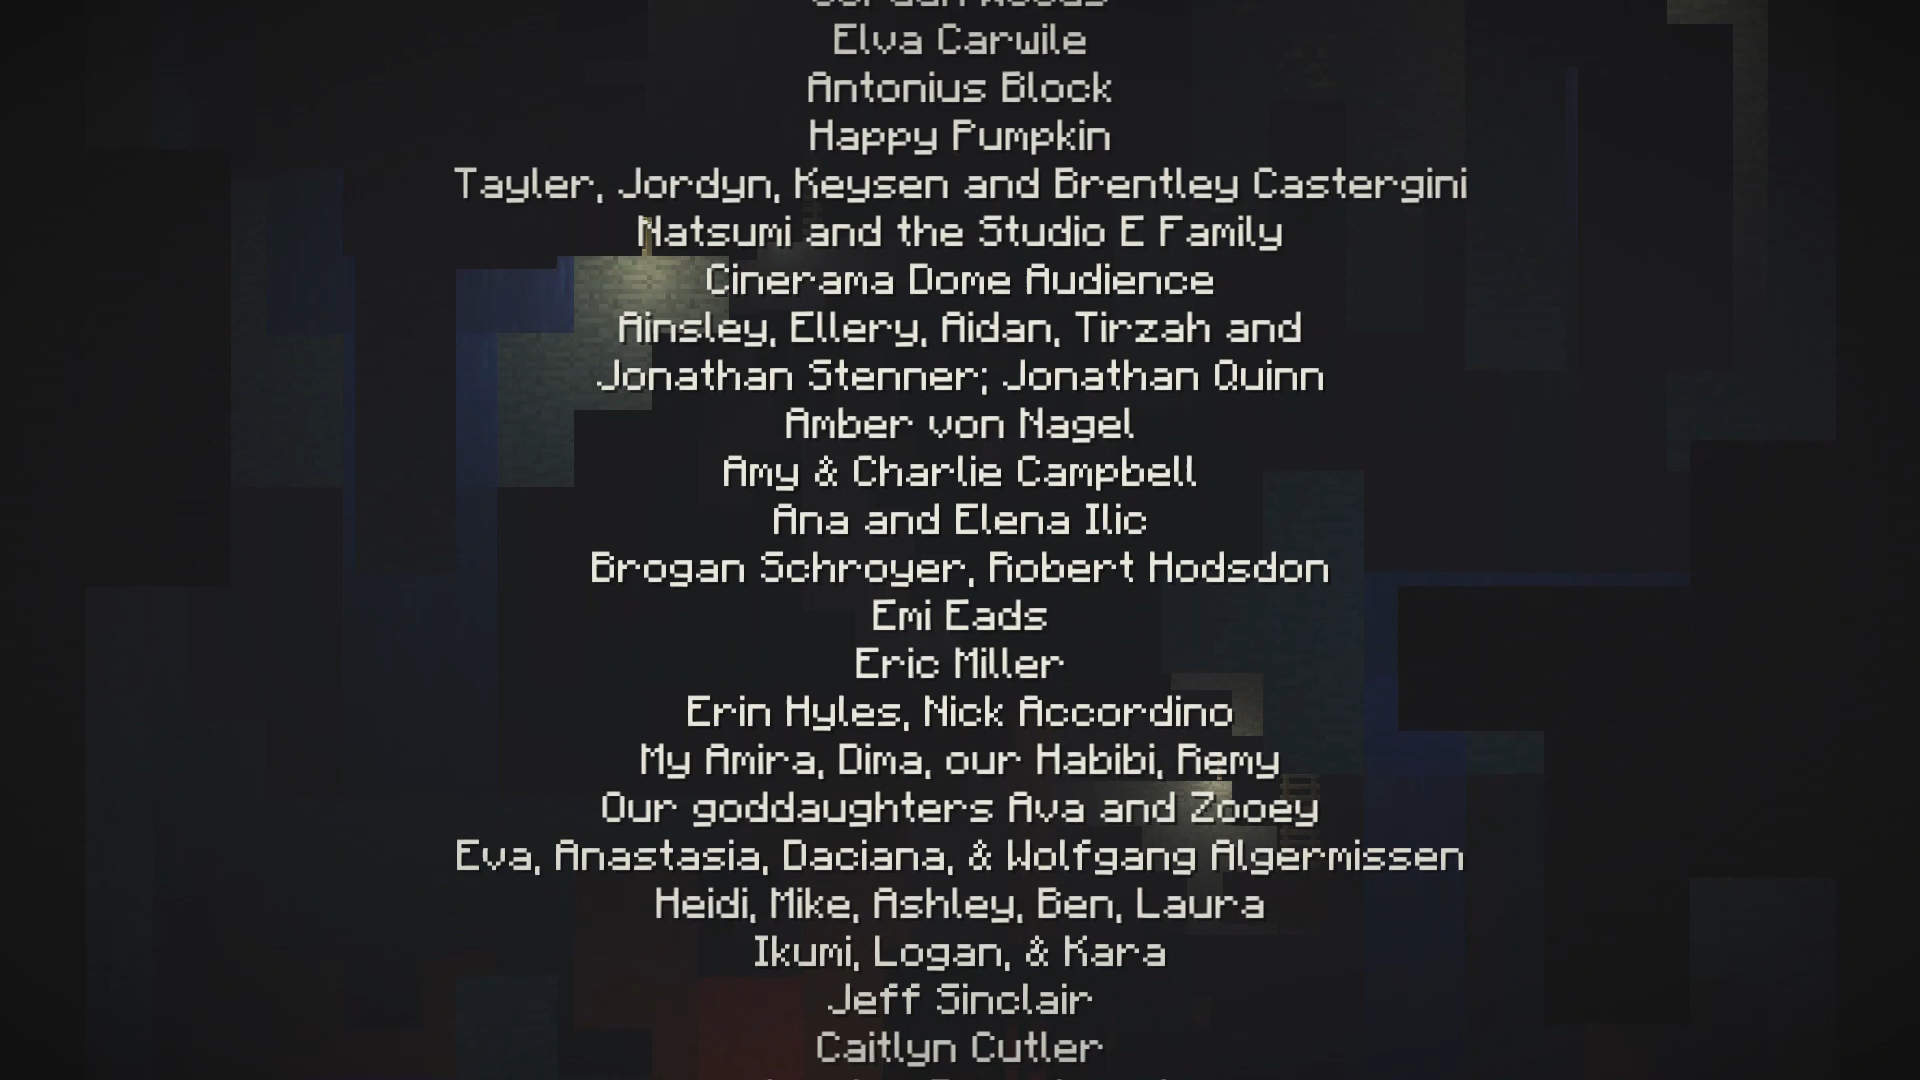 Elva Carwile
Antonius Block
Happy Pumpkin
Tayler, Jordyn, Keysen and Brentley Castergini
Natsumi and the Studio E Family
Cinerama Dome Audience
Ainsley, Ellery, Aidan, Tirzah and
Jonathan Stenner; Jonathan Quinn
Amber von Nagel
Amy & Charlie Campbell
Ana and Elena Ilic
Brogan Schroyer, Robert Hodsdon
Emi Eads
Eric Miller
Erin Hyles, Nick Accordino
My Amira, Dima, our Habibi, Remy
Our goddaughters Ava and Zooey
Eva, Anastasia, Daciana, & Wolfgang Algermissen
Heidi, Mike, Ashley, Ben, Laura
Ikumi, Logan, & Kara
Jeff Sinclair
Caitlyn Cutler